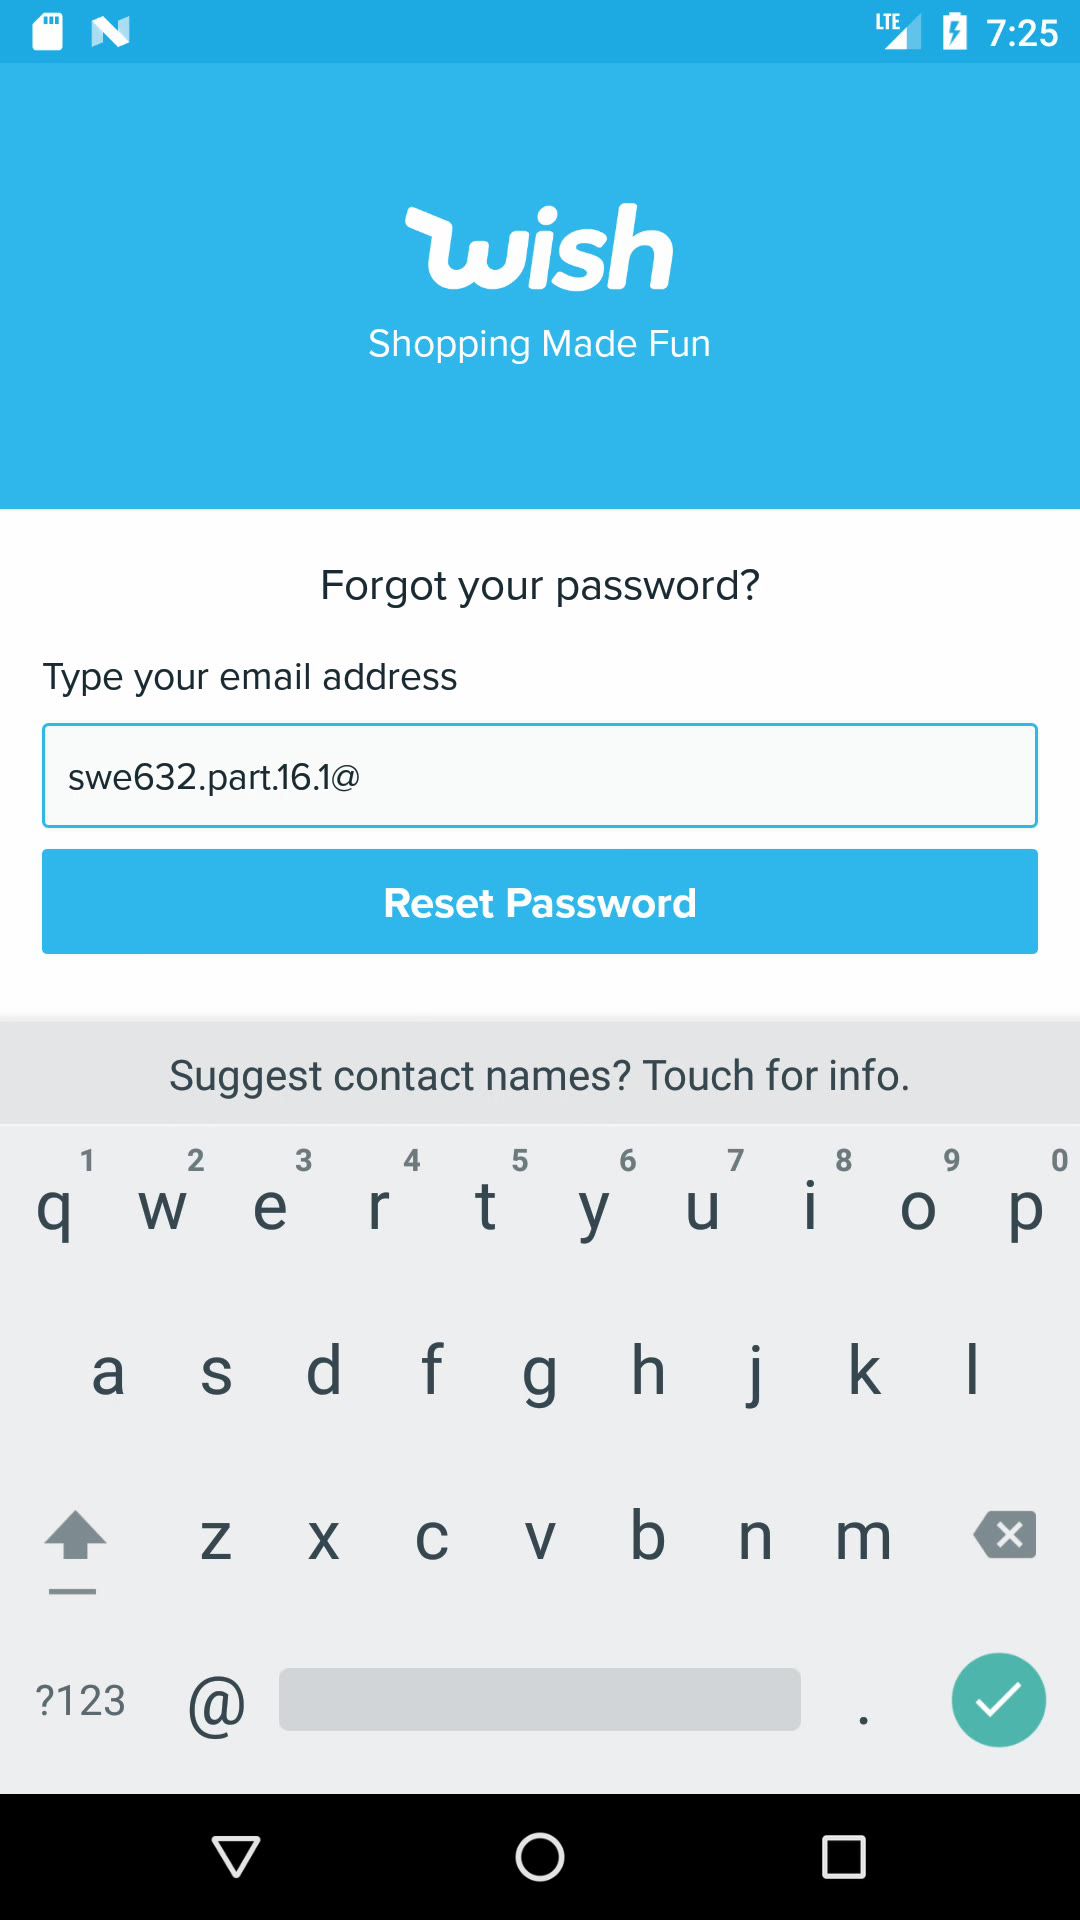 LTE 7:25
wish
Shopping Made Fun
Forgot your password?
Type your email address
swe632.part.16.1@
Reset Password
Suggest contact names? Touch for info.
1 2 3 4 5 6 7 8 9 0
q w e r t y u i o p
a s d f g h j k l
z x c v b n m
?123 @ .